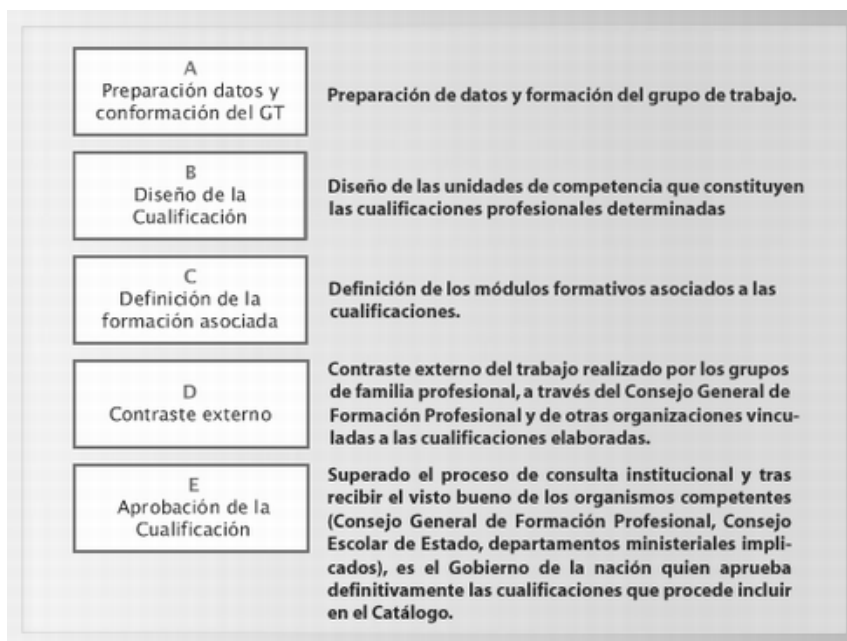 A
Preparación datos y
conformación del GT
Preparación de datos y formación del grupo de trabajo.
B
Diseño de la
Cualificación
Diseño de las unidades de competencia que constituyen
las cualificaciones profesionales determinadas
C
Definición de la
formación asociada
Definición de los módulos formativos asociados a las
cualificaciones.
D
Contraste externo
Contraste externo del trabajo realizado por los grupos
de familia profesional, a través del Consejo General de
Formación Profesional y de otras organizaciones vincu-
ladas a las cualificaciones elaboradas.
E
Aprobación de la
Cualificación
Superado el proceso de consulta institucional y tras
recibir el visto bueno de los organismos competentes
(Consejo General de Formación Profesional, Consejo
Escolar de Estado, departamentos ministeriales impli-
cados), es el Gobierno de la nación quien aprueba
definitivamente las cualificaciones que procede incluir
en el Catálogo.